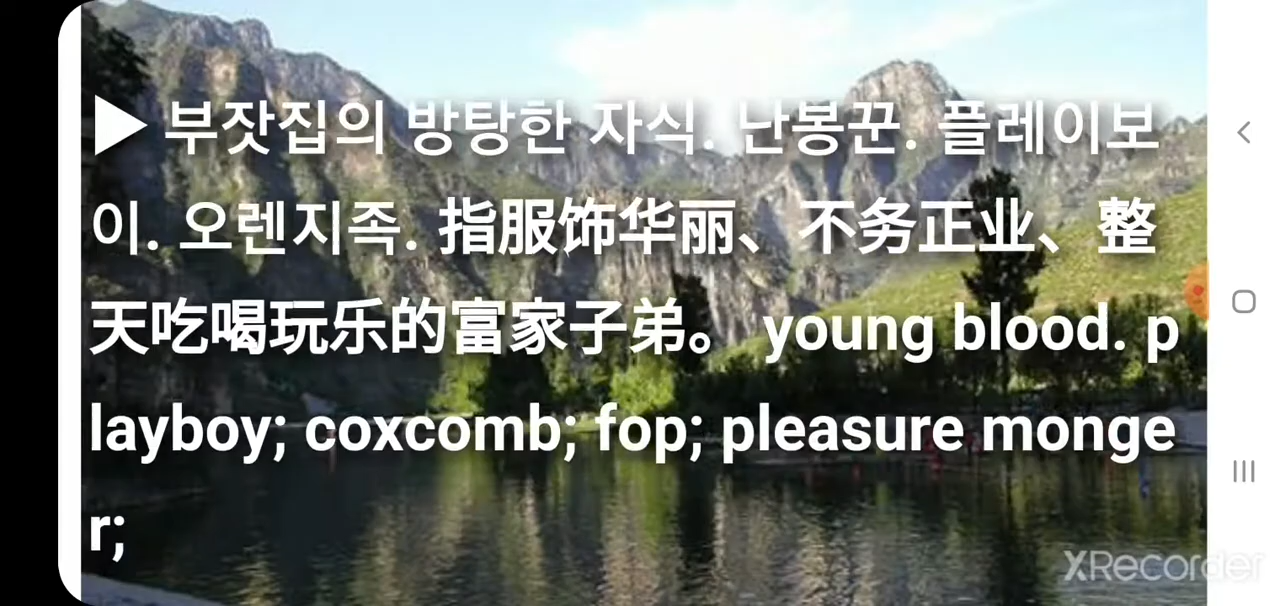 ▶ 부잣집의 방탕한 자식. 난봉꾼. 플레이보
이. 오렌지족. 指服饰华丽、不务正业、整
天吃喝玩乐的富家子弟。 young blood. p
layboy; coxcomb; fop; pleasure monge
r;
XRecorder